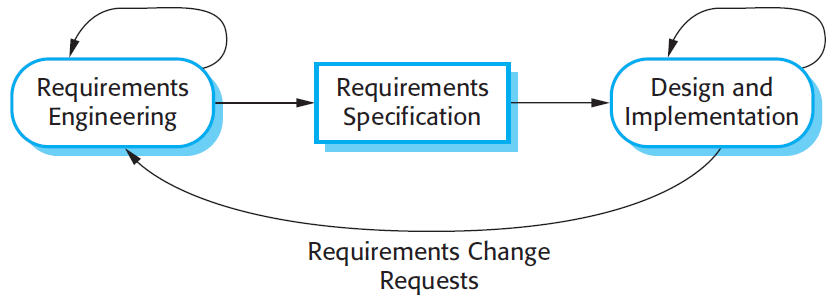 Requirements
Engineering
Requirements
Specification
Design and
Implementation
Requirements Change
Requests